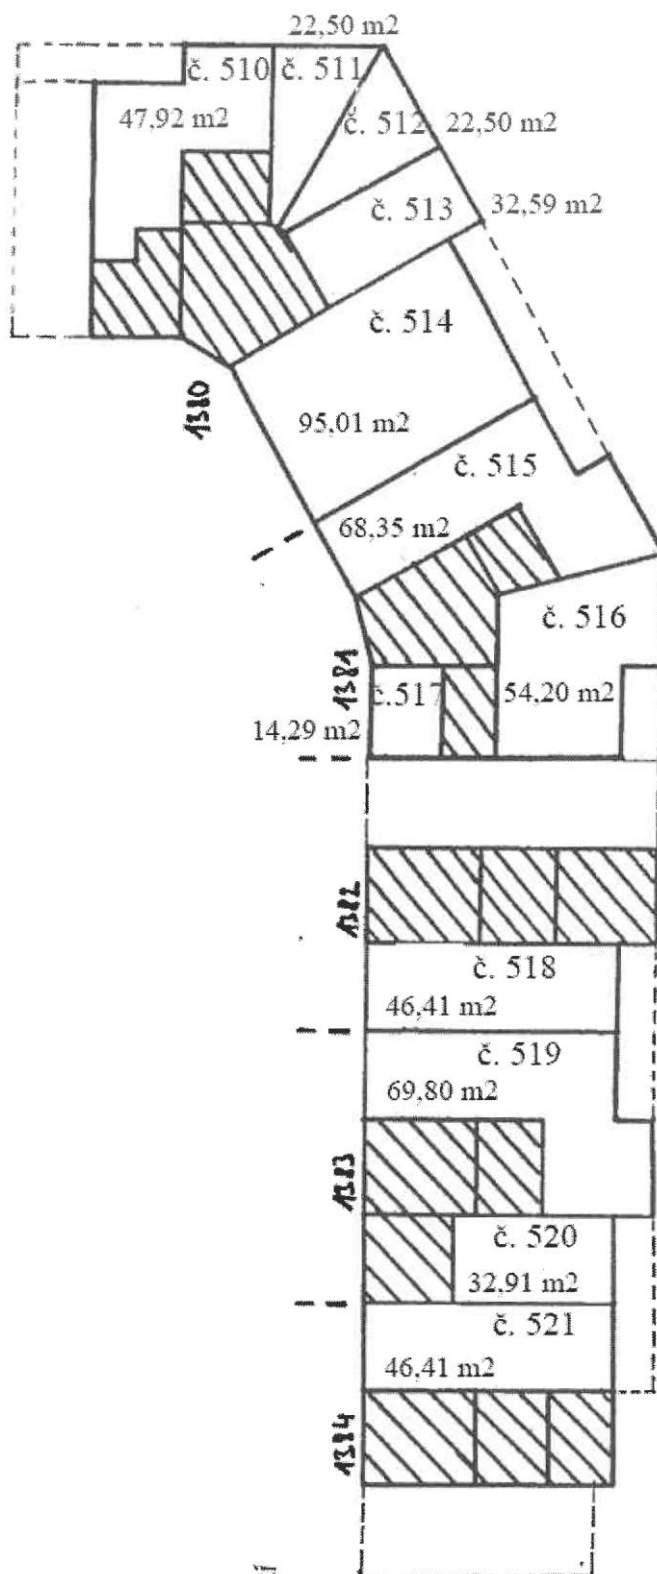 22,50 m2
č. 510
č. 511
47,92 m2
č. 512
22,50 m2
č. 513
32,59 m2
č. 514
1380
95,01 m2
č. 515
68,35 m2
č. 516
1381
č.517
54,20 m2
14,29 m2
1382
č. 518
46,41 m2
č. 519
69,80 m2
1383
č. 520
32,91 m2
č. 521
46,41 m2
1384